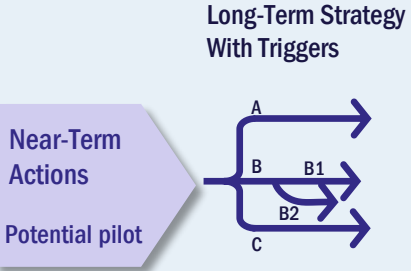 Long-Term Strategy
With Triggers
Near-Term
Actions
Potential pilot
A
B
B1
B2
C